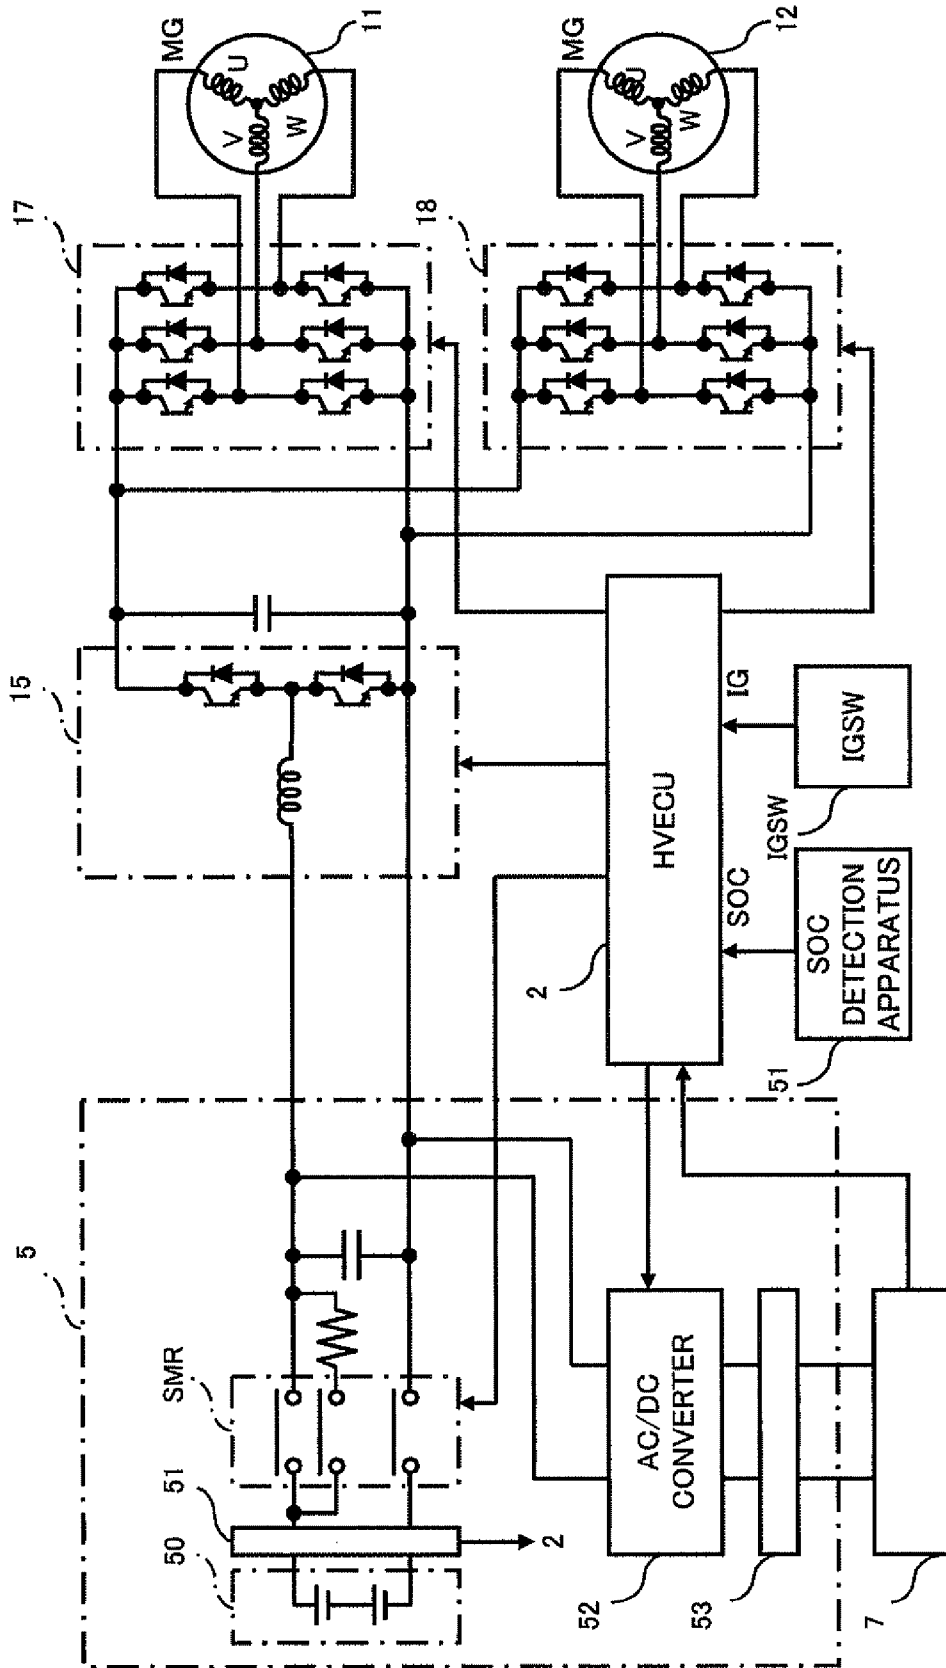 5
SMR
51
50
2
52
AC/DC
CONVERTER
53
7
15
17
MG
11
U
V
W
18
MG
12
U
V
W
2
HVECU
SOC
IG
SOC
DETECTION
APPARATUS
51
IGSW
IGSW